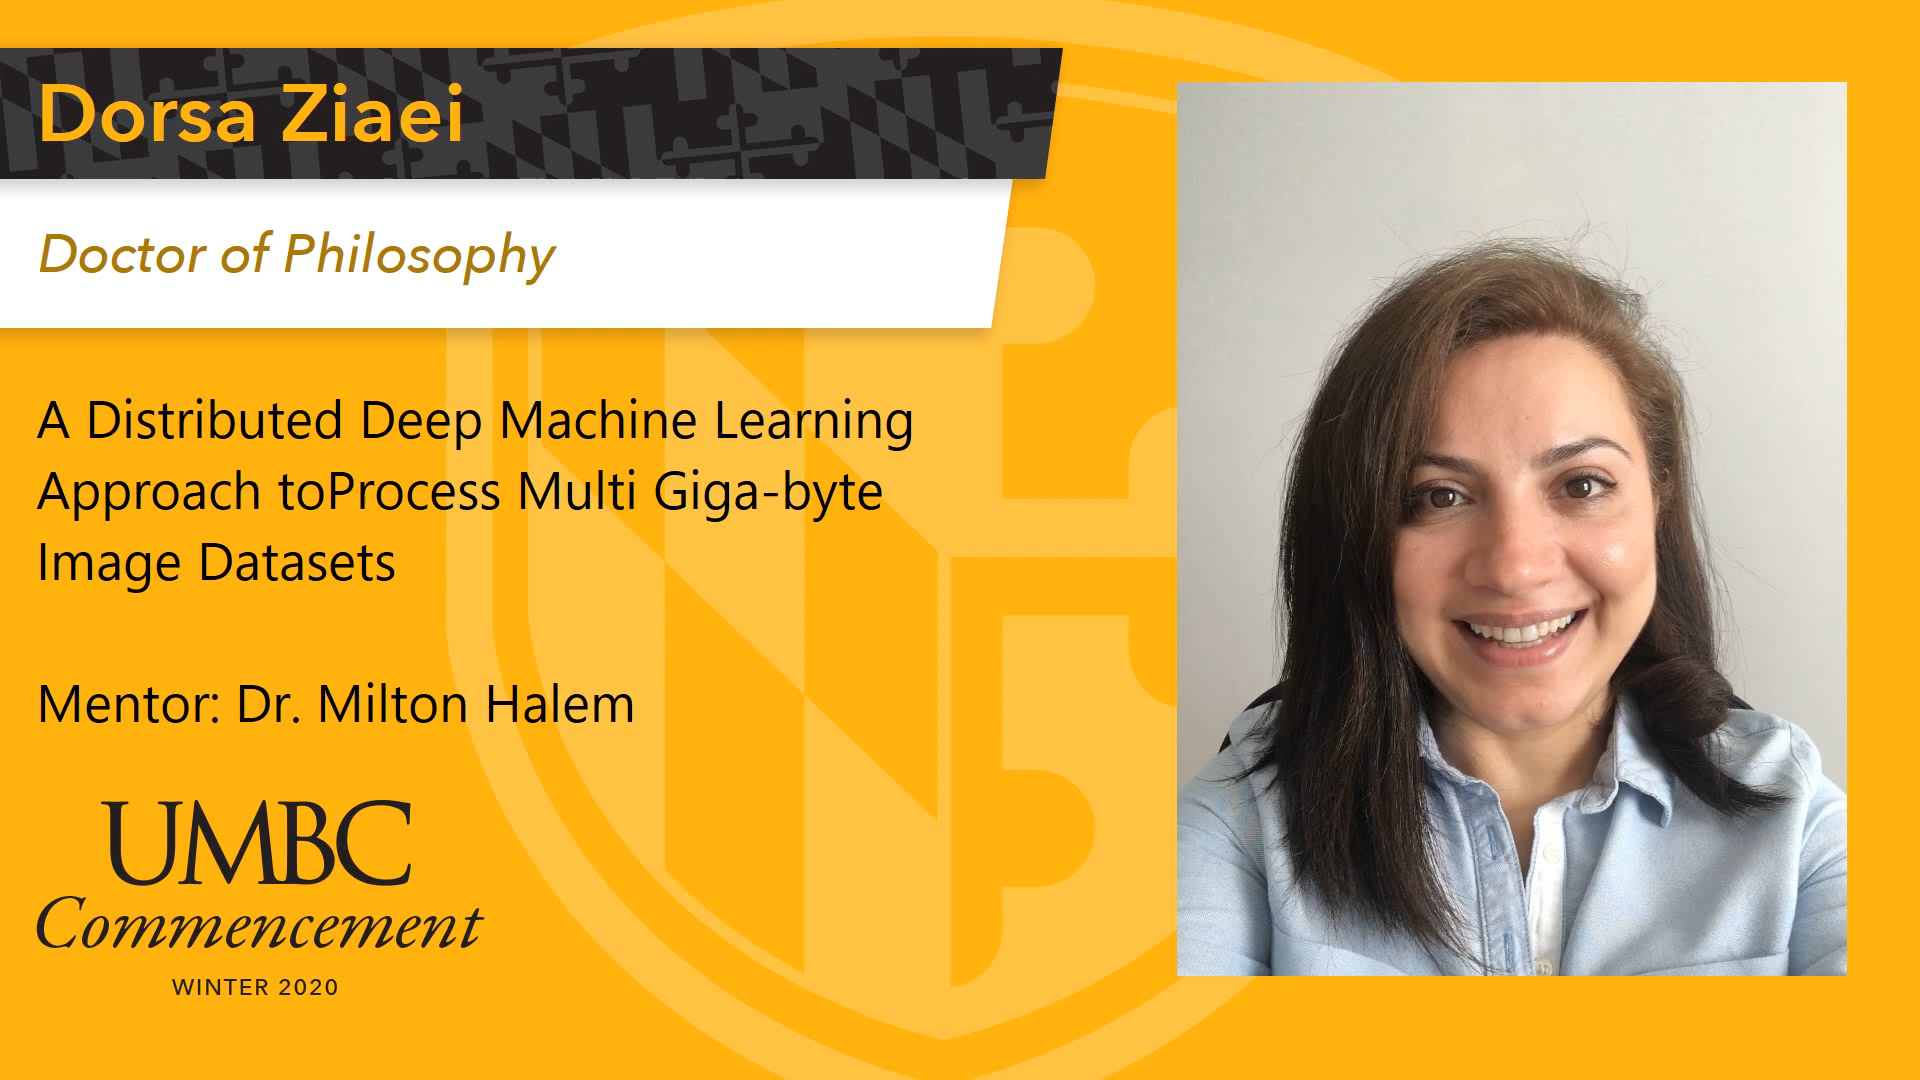 Dorsa Ziaei
Doctor of Philosophy
A Distributed Deep Machine Learning
Approach toProcess Multi Giga-byte
Image Datasets
Mentor: Dr. Milton Halem
UMBC
Commencement
WINTER 2020